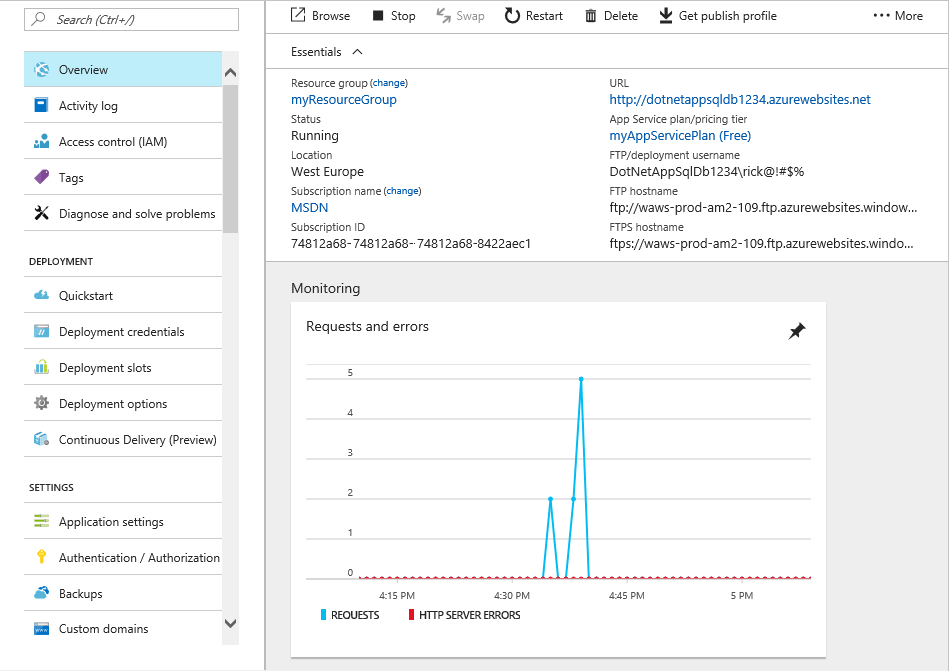 Search (Ctrl+/)
Overview
Activity log
Access control (IAM)
Tags
Diagnose and solve problems
DEPLOYMENT
Quickstart
Deployment credentials
Deployment slots
Deployment options
Continuous Delivery (Preview)
SETTINGS
Application settings
Authentication / Authorization
Backups
www Custom domains
Browse Stop Swap Restart Delete Get publish profile ••• More
Essentials
Resource group (change)
myResourceGroup
Status
Running
Location
West Europe
Subscription name (change)
MSDN
Subscription ID
74812a68-74812a68-74812a68-8422aec1
URL
http://dotnetappsqldb1234.azurewebsites.net
App Service plan/pricing tier
myAppServicePlan (Free)
FTP/deployment username
DotNetAppSqlDb1234\rick@!#$%
FTP hostname
ftp://waws-prod-am2-109.ftp.azurewebsites.window...
FTPS hostname
ftps://waws-prod-am2-109.ftp.azurewebsites.windo...
Monitoring
Requests and errors
5
4
3
2
1
0
4:15 PM 4:30 PM 4:45 PM 5 PM
REQUESTS HTTP SERVER ERRORS